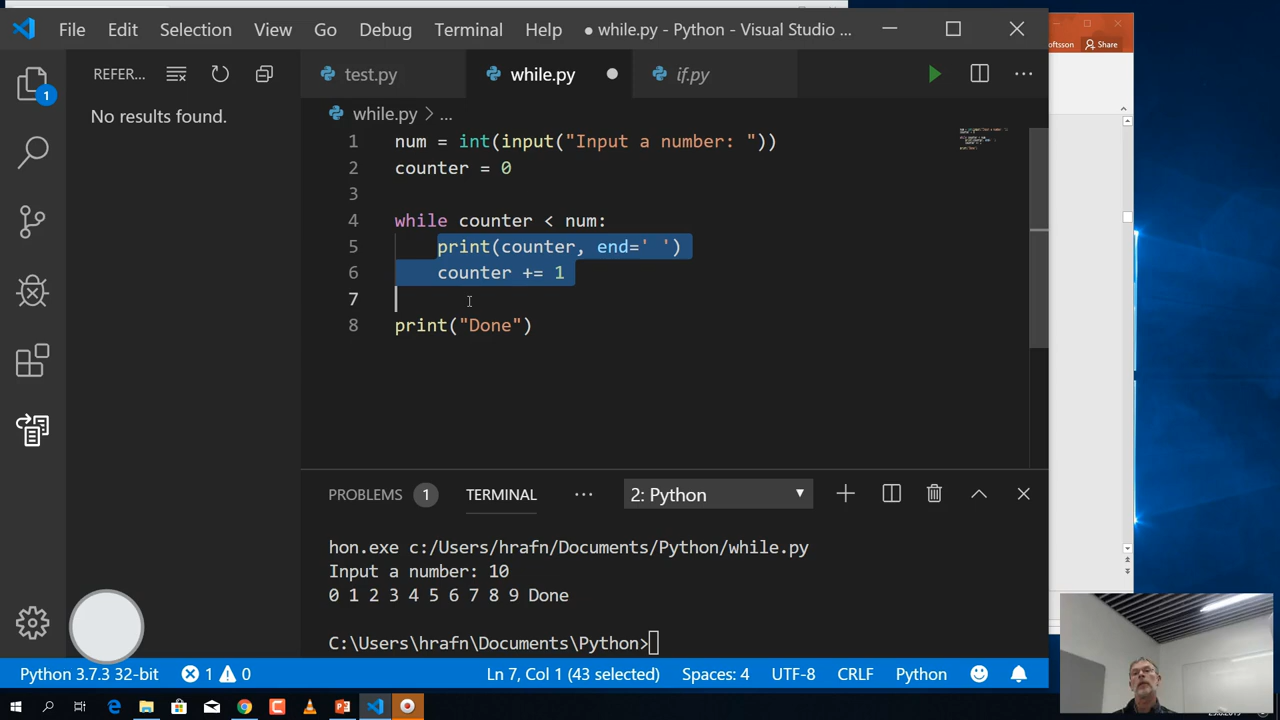 File Edit Selection View Go Debug Terminal Help ● while.py - Python - Visual Studio ...
oftsson Share
REFER...
test.py while.py if.py
No results found.
while.py > ...
1 num = int(input("Input a number: "))
2 counter = 0
3
4 while counter < num:
5 print(counter, end=' ')
6 counter += 1
7
8 print("Done")
1
PROBLEMS 1 TERMINAL ... 2: Python
hon.exe c:/Users/hrafn/Documents/Python/while.py
Input a number: 10
0 1 2 3 4 5 6 7 8 9 Done
C:\Users\hrafn\Documents\Python>
Python 3.7.3 32-bit 1 0 Ln 7, Col 1 (43 selected) Spaces: 4 UTF-8 CRLF Python